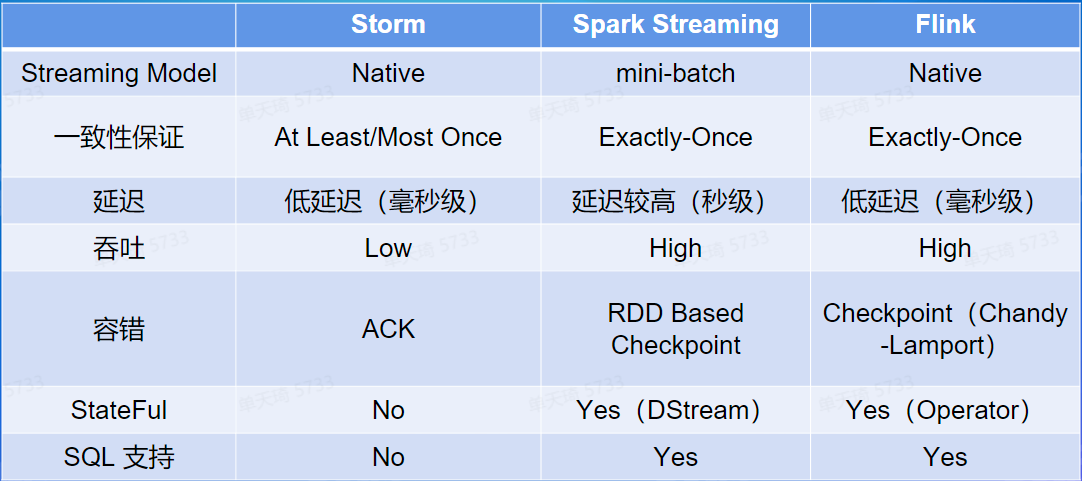 Storm Spark Streaming Flink
Streaming Model Native mini-batch Native
一致性保证 At Least/Most Once Exactly-Once Exactly-Once
延迟 低延迟（毫秒级） 延迟较高（秒级） 低延迟（毫秒级）
吞吐 Low High High
容错 ACK RDD Based Checkpoint Checkpoint（Chandy-Lamport）
StateFul No Yes（DStream） Yes（Operator）
SQL 支持 No Yes Yes
单天琦 5733